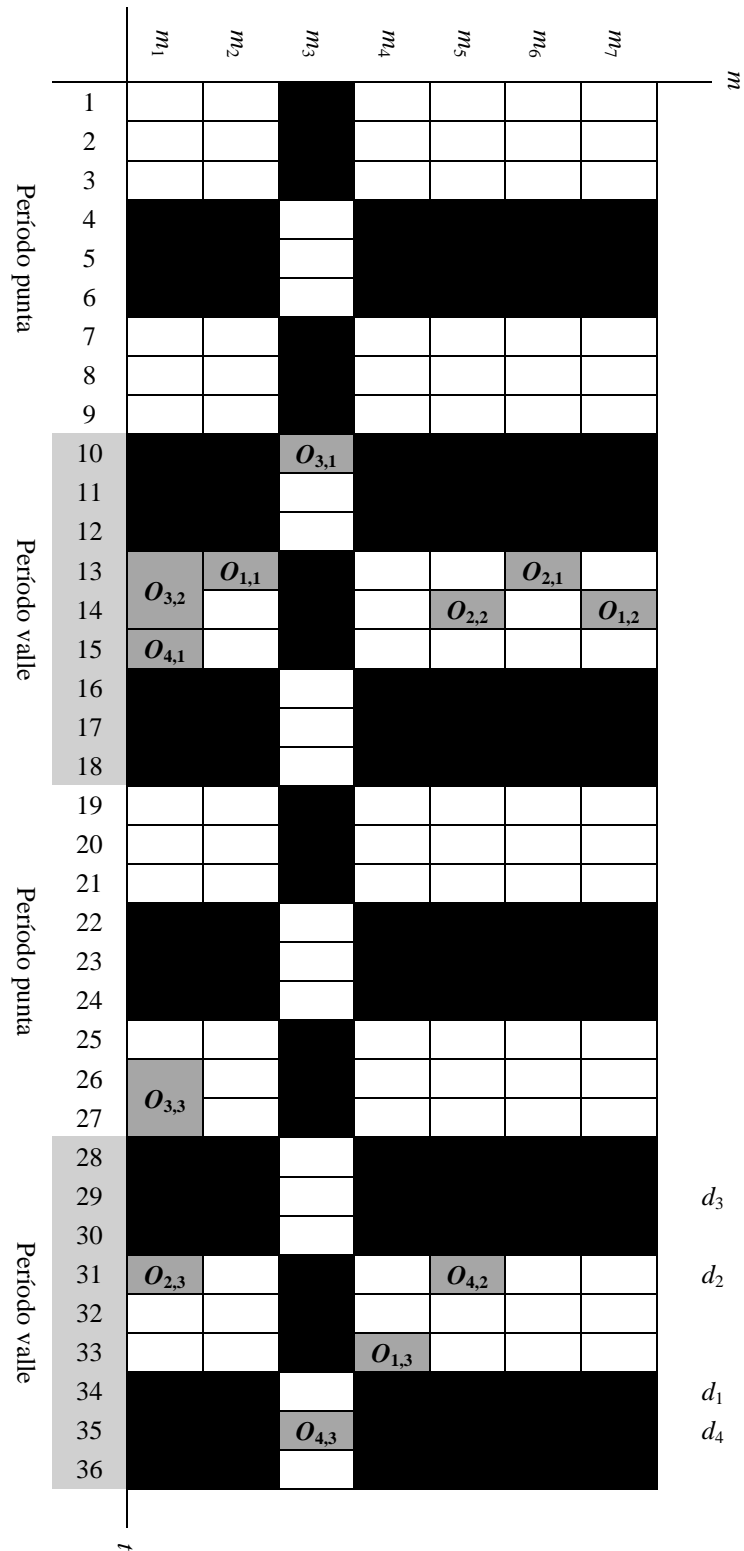 m
m1 m2 m3 m4 m5 m6 m7
1
2
3
4
5
6
7
8
9
Período punta
10 O3,1
11
12
13 O3,2 O1,1 O2,1
14 O2,2 O1,2
15 O4,1
16
17
18
Período valle
19
20
21
22
23
24
25
26 O3,3
27
Período punta
28
29 d3
30
31 O2,3 O4,2 d2
32
33 O1,3
34 d1
35 O4,3 d4
36
Período valle
t